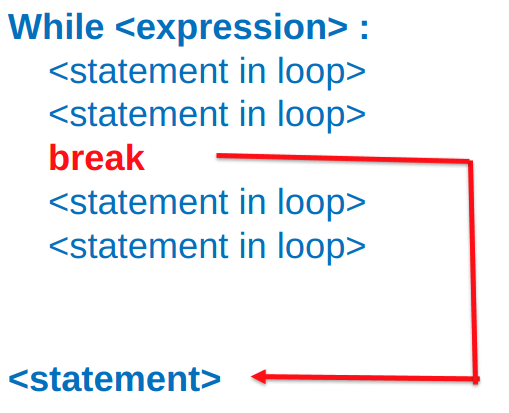 While <expression> :
<statement in loop>
<statement in loop>
break
<statement in loop>
<statement in loop>
<statement>